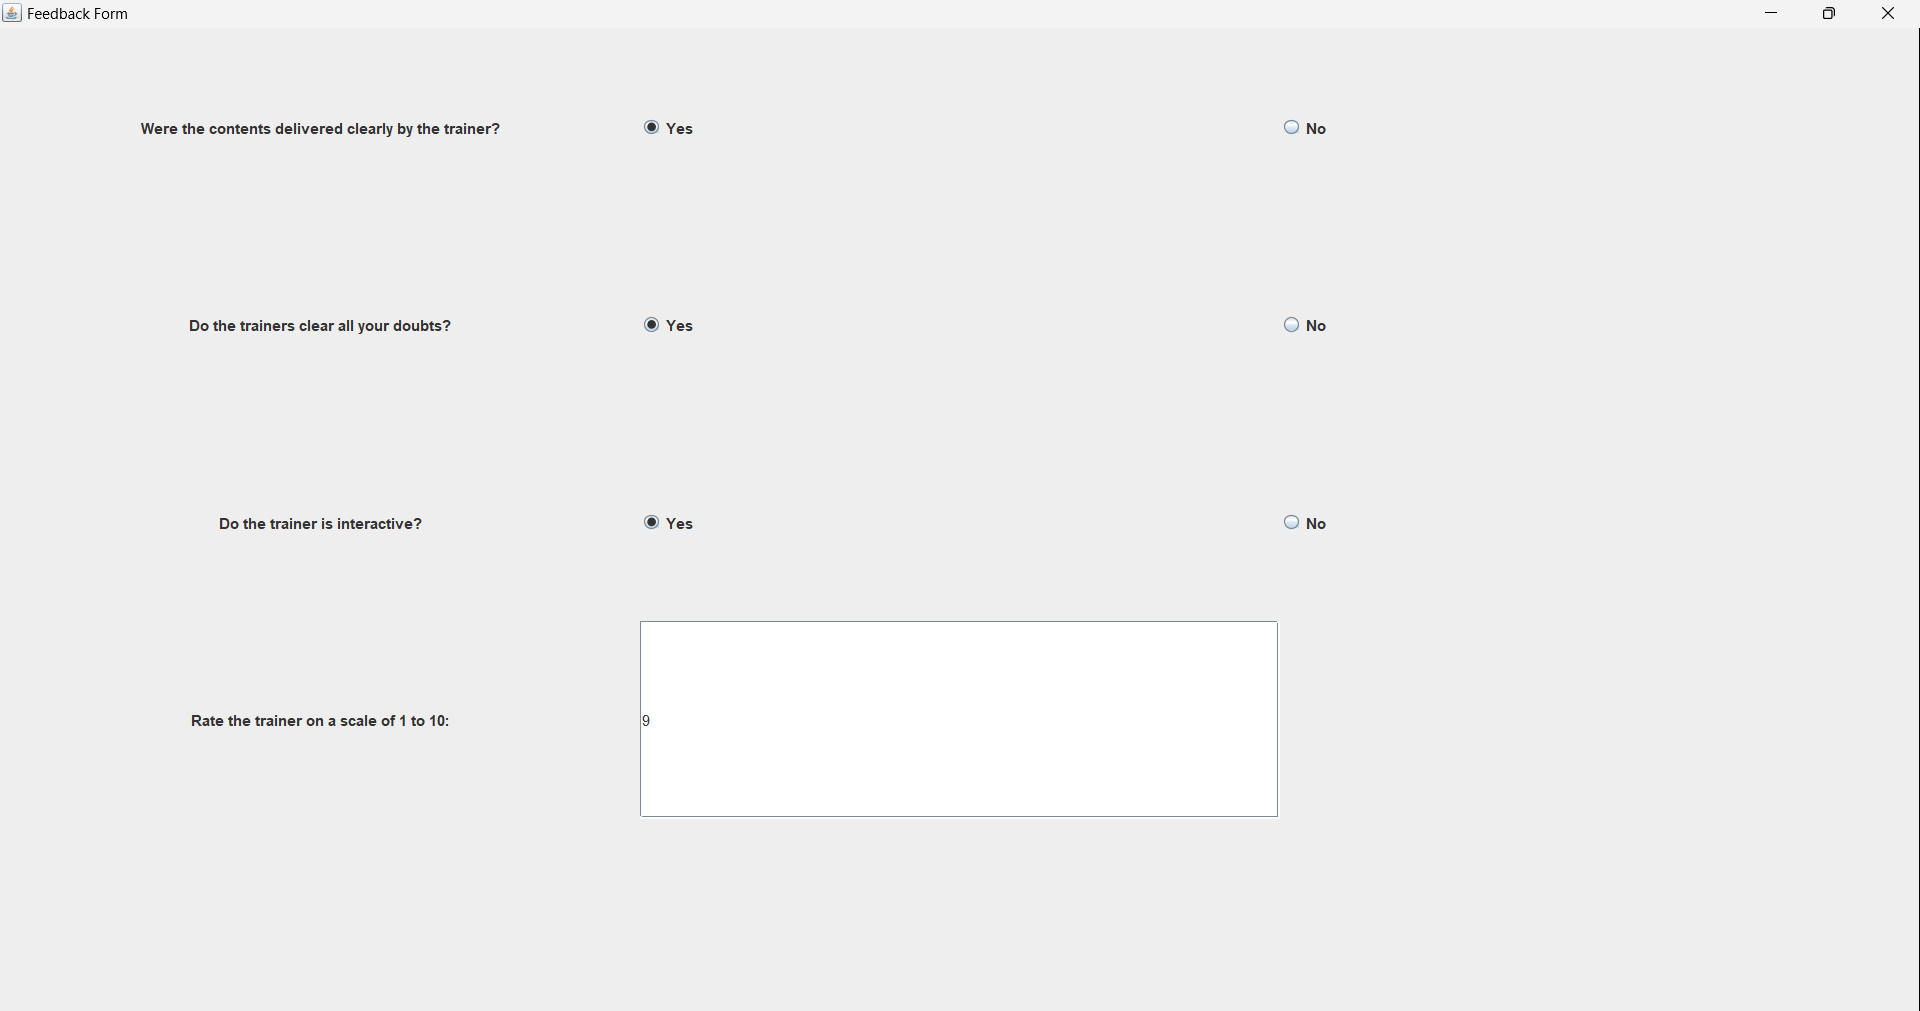 Feedback Form
Were the contents delivered clearly by the trainer? Yes No
Do the trainers clear all your doubts? Yes No
Do the trainer is interactive? Yes No
Rate the trainer on a scale of 1 to 10: 9